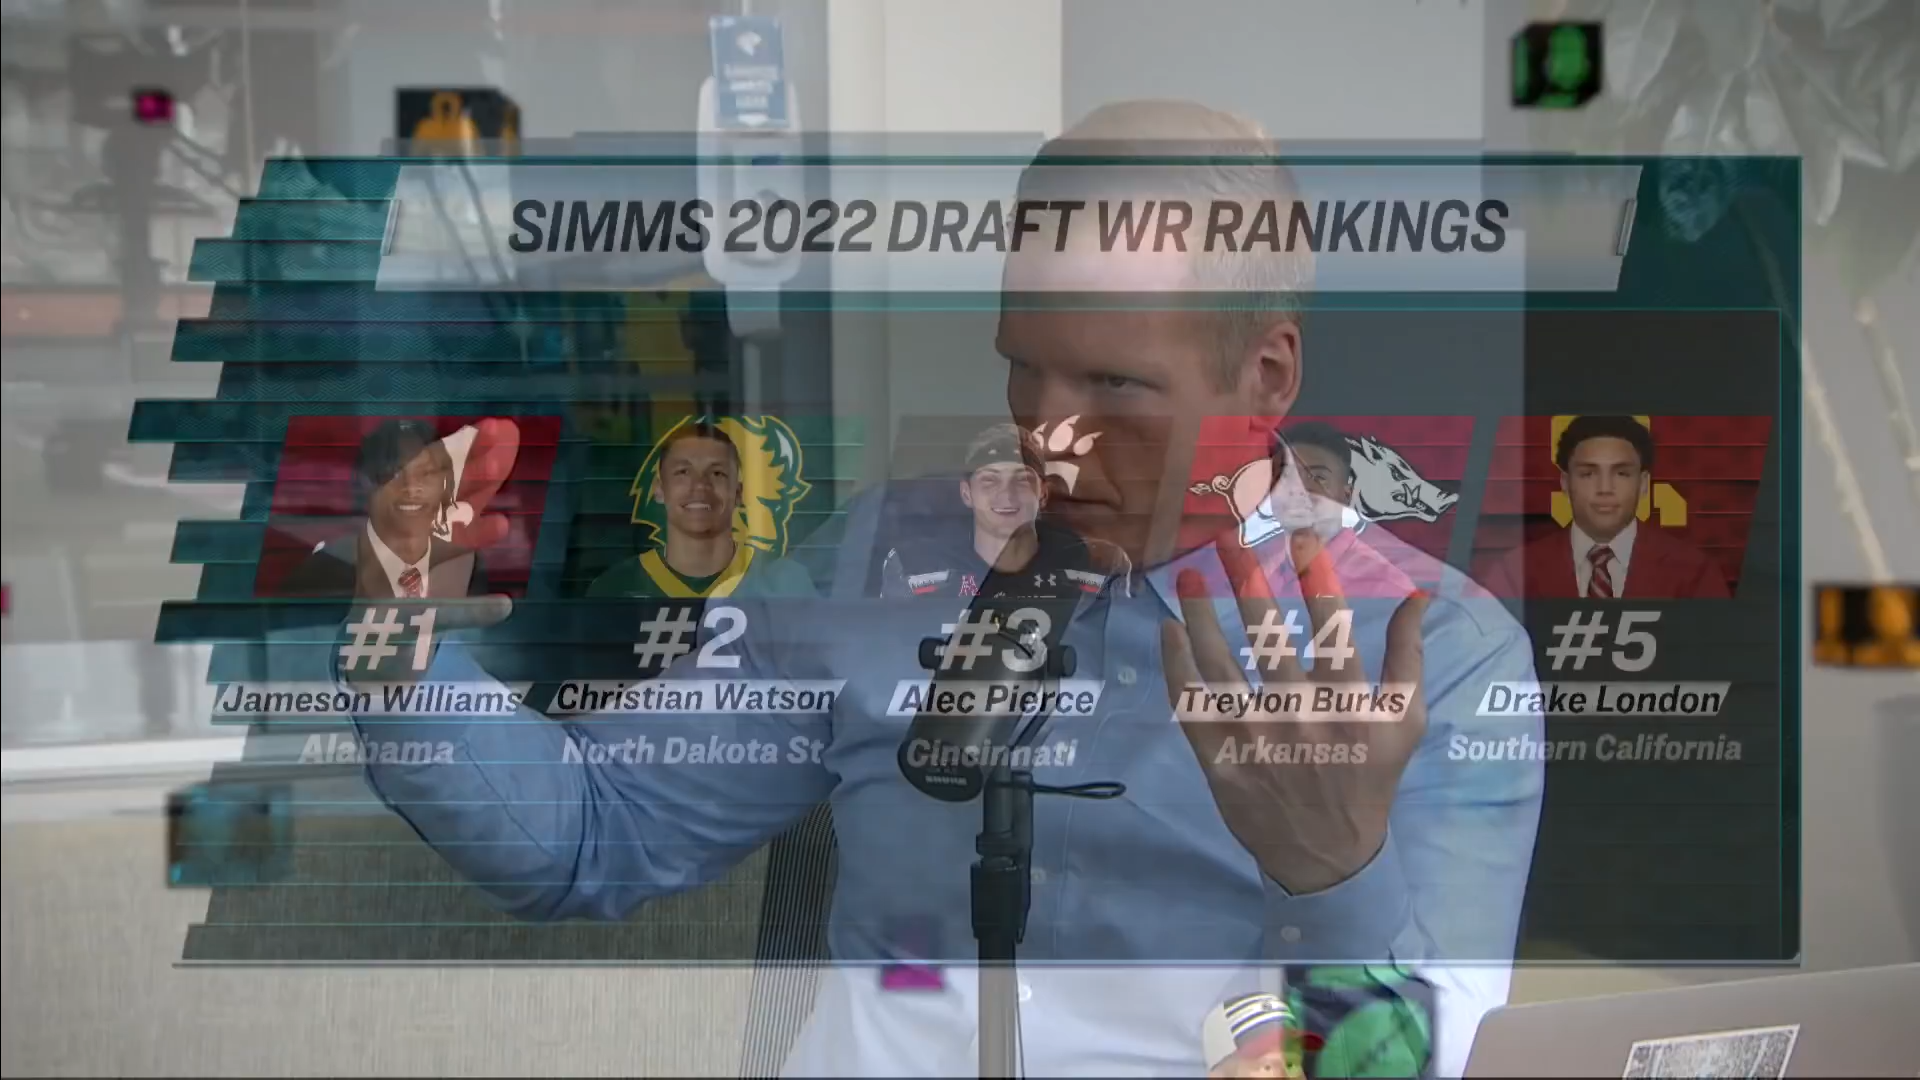 SIMMS 2022 DRAFT WR RANKINGS
#1 #2 #3 #4 #5
Jameson Williams Christian Watson Alec Pierce Treylon Burks Drake London
Alabama North Dakota St Cincinnati Arkansas Southern California
SHURE